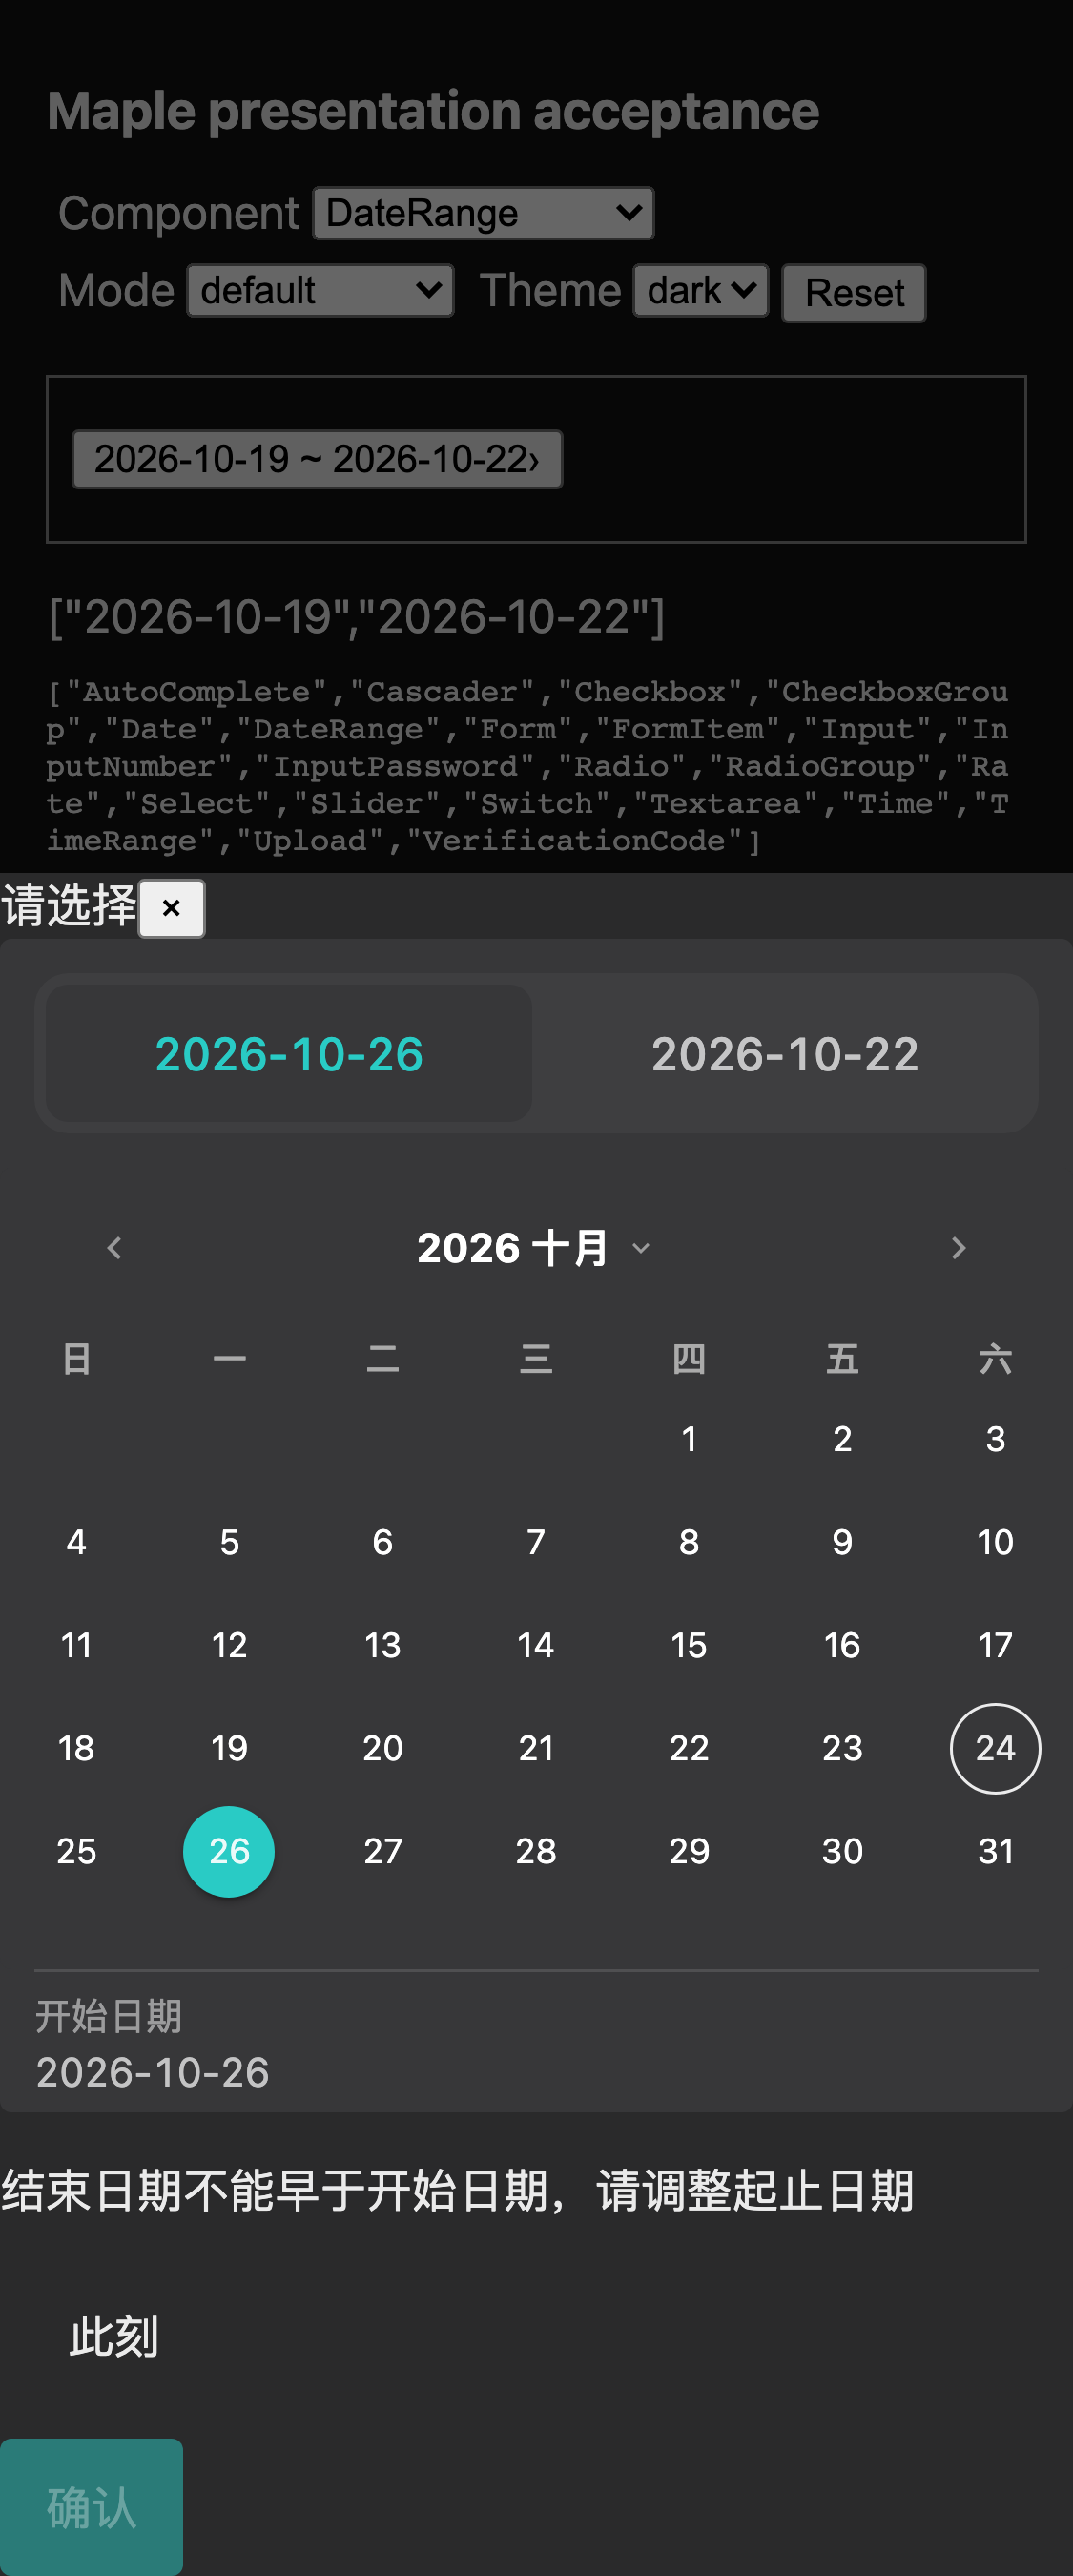 Maple presentation acceptance
Component DateRange
Mode default Theme dark Reset
2026-10-19 ~ 2026-10-22›
["2026-10-19","2026-10-22"]
["AutoComplete","Cascader","Checkbox","CheckboxGrou
p","Date","DateRange","Form","FormItem","Input","In
putNumber","InputPassword","Radio","RadioGroup","Ra
te","Select","Slider","Switch","Textarea","Time","T
imeRange","Upload","VerificationCode"]
请选择 ×
2026-10-26 2026-10-22
2026 十月
日 一 二 三 四 五 六
1 2 3
4 5 6 7 8 9 10
11 12 13 14 15 16 17
18 19 20 21 22 23 24
25 26 27 28 29 30 31
开始日期
2026-10-26
结束日期不能早于开始日期，请调整起止日期
此刻
确认